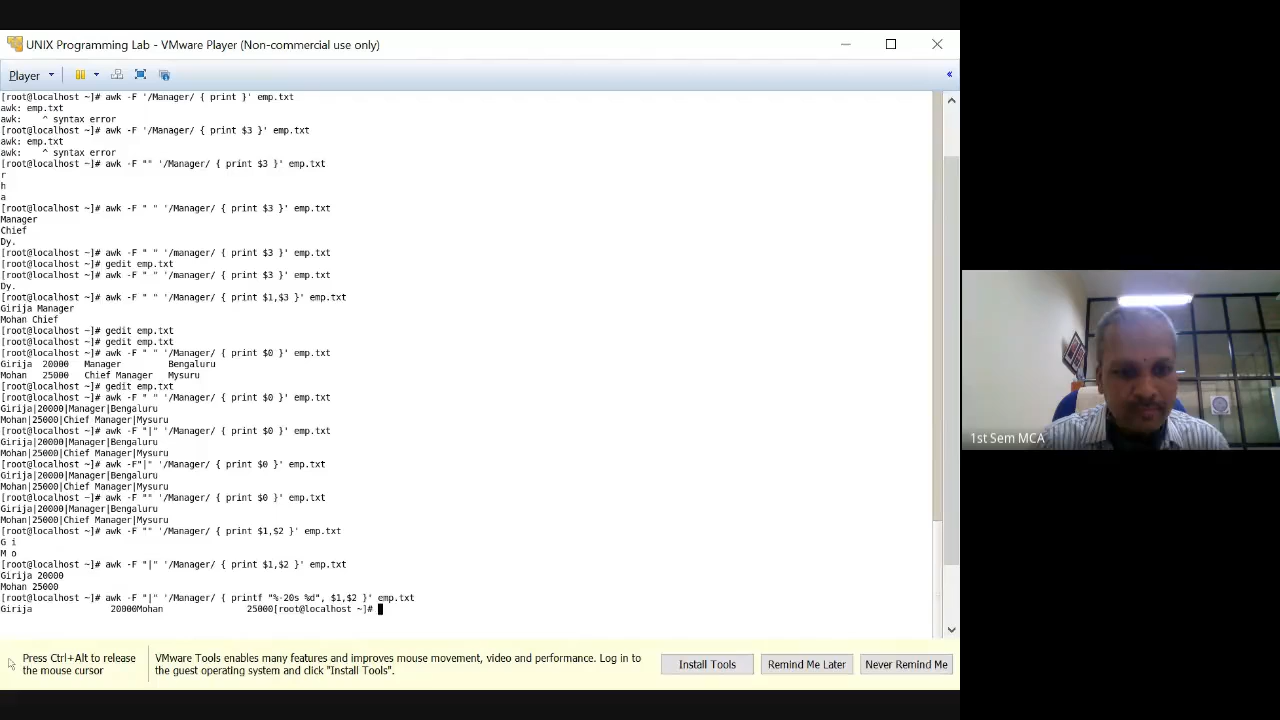 UNIX Programming Lab - VMware Player (Non-commercial use only)
Player
[root@localhost ~]# awk -F '/Manager/ { print }' emp.txt
awk: emp.txt
awk:    ^ syntax error
[root@localhost ~]# awk -F '/Manager/ { print $3 }' emp.txt
awk: emp.txt
awk:    ^ syntax error
[root@localhost ~]# awk -F "" '/Manager/ { print $3 }' emp.txt
r
h
a
[root@localhost ~]# awk -F " " '/Manager/ { print $3 }' emp.txt
Manager
Chief
Dy.
[root@localhost ~]# awk -F " " '/manager/ { print $3 }' emp.txt
[root@localhost ~]# gedit emp.txt
[root@localhost ~]# awk -F " " '/manager/ { print $3 }' emp.txt
Dy.
[root@localhost ~]# awk -F " " '/Manager/ { print $1,$3 }' emp.txt
Girija Manager
Mohan Chief
[root@localhost ~]# gedit emp.txt
[root@localhost ~]# gedit emp.txt
[root@localhost ~]# awk -F " " '/Manager/ { print $0 }' emp.txt
Girija  20000   Manager         Bengaluru
Mohan   25000   Chief Manager   Mysuru
[root@localhost ~]# gedit emp.txt
[root@localhost ~]# awk -F " " '/Manager/ { print $0 }' emp.txt
Girija|20000|Manager|Bengaluru
Mohan|25000|Chief Manager|Mysuru
[root@localhost ~]# awk -F "|" '/Manager/ { print $0 }' emp.txt
Girija|20000|Manager|Bengaluru
Mohan|25000|Chief Manager|Mysuru
[root@localhost ~]# awk -F"|" '/Manager/ { print $0 }' emp.txt
Girija|20000|Manager|Bengaluru
Mohan|25000|Chief Manager|Mysuru
[root@localhost ~]# awk -F "" '/Manager/ { print $0 }' emp.txt
Girija|20000|Manager|Bengaluru
Mohan|25000|Chief Manager|Mysuru
[root@localhost ~]# awk -F "" '/Manager/ { print $1,$2 }' emp.txt
G i
M o
[root@localhost ~]# awk -F "|" '/Manager/ { print $1,$2 }' emp.txt
Girija 20000
Mohan 25000
[root@localhost ~]# awk -F "|" '/Manager/ { printf "%-20s %d", $1,$2 }' emp.txt
Girija               20000Mohan                25000[root@localhost ~]#
1st Sem MCA
Press Ctrl+Alt to release
the mouse cursor
VMware Tools enables many features and improves mouse movement, video and performance. Log in to
the guest operating system and click "Install Tools".
Install Tools
Remind Me Later
Never Remind Me